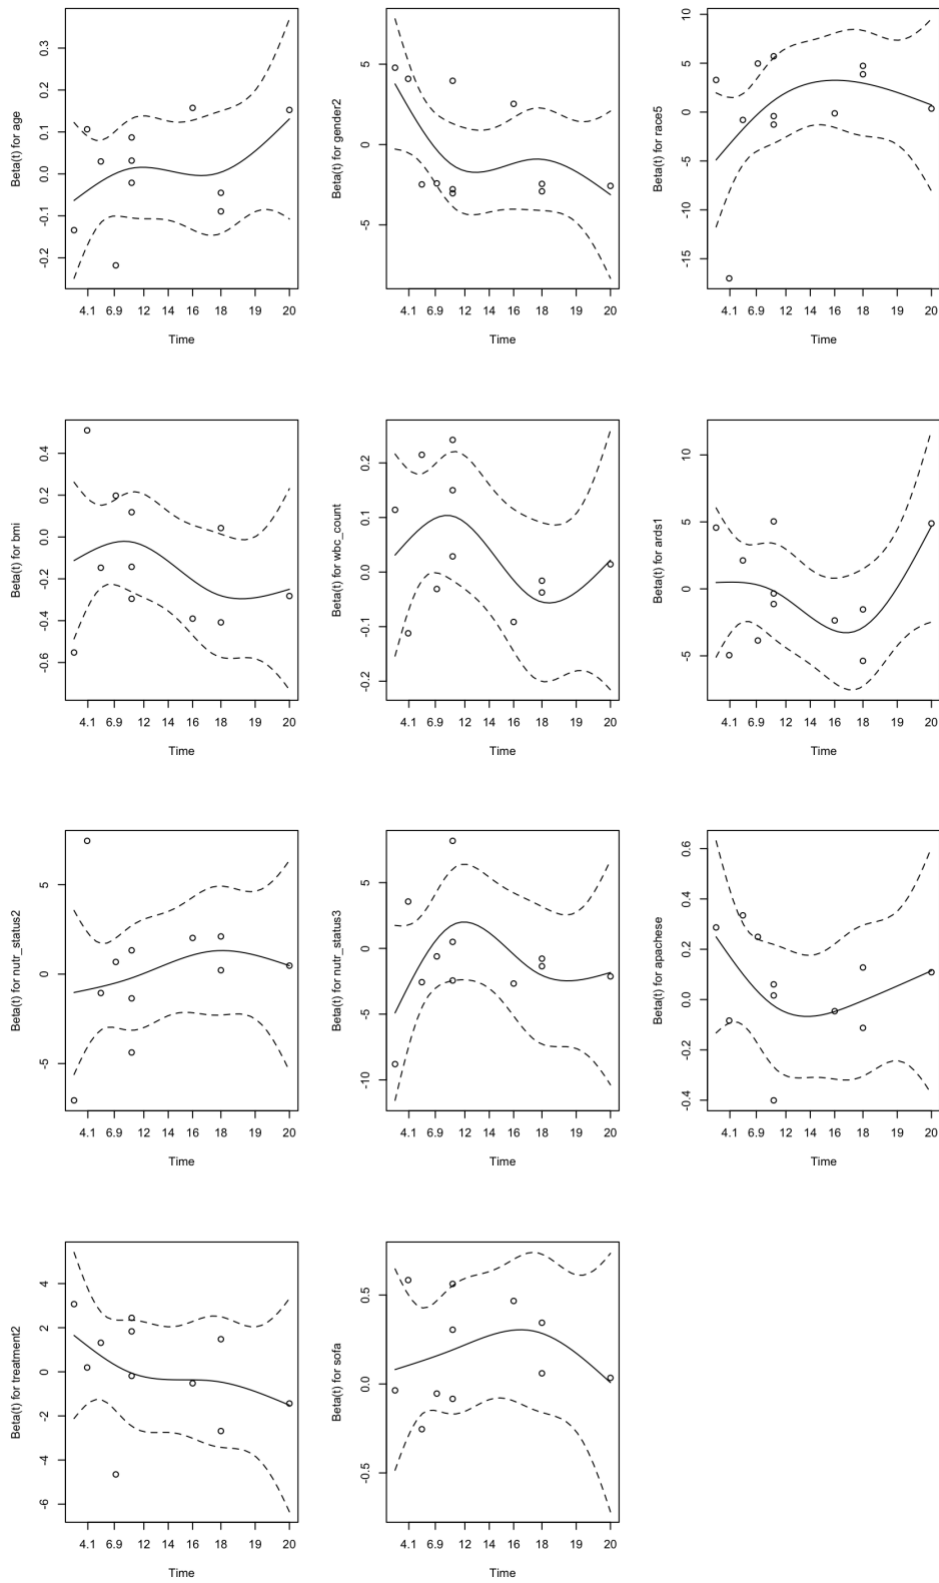 Beta(t) for age
0.3
0.2
0.1
0.0
-0.1
-0.2
4.1 6.9 12 14 16 18 19 20
Time
Beta(t) for gender2
5
0
-5
4.1 6.9 12 14 16 18 19 20
Time
Beta(t) for races5
10
5
0
-5
-10
-15
4.1 6.9 12 14 16 18 19 20
Time
Beta(t) for bmi
0.4
0.2
0.0
-0.2
-0.4
-0.6
4.1 6.9 12 14 16 18 19 20
Time
Beta(t) for wbc_count
0.2
0.1
0.0
-0.1
-0.2
4.1 6.9 12 14 16 18 19 20
Time
Beta(t) for ards1
10
5
0
-5
4.1 6.9 12 14 16 18 19 20
Time
Beta(t) for nutr_status2
5
0
-5
4.1 6.9 12 14 16 18 19 20
Time
Beta(t) for nutr_status3
5
0
-5
-10
4.1 6.9 12 14 16 18 19 20
Time
Beta(t) for apachese
0.6
0.4
0.2
0.0
-0.2
-0.4
4.1 6.9 12 14 16 18 19 20
Time
Beta(t) for treatment2
4
2
0
-2
-4
-6
4.1 6.9 12 14 16 18 19 20
Time
Beta(t) for sofa
0.5
0.0
-0.5
4.1 6.9 12 14 16 18 19 20
Time